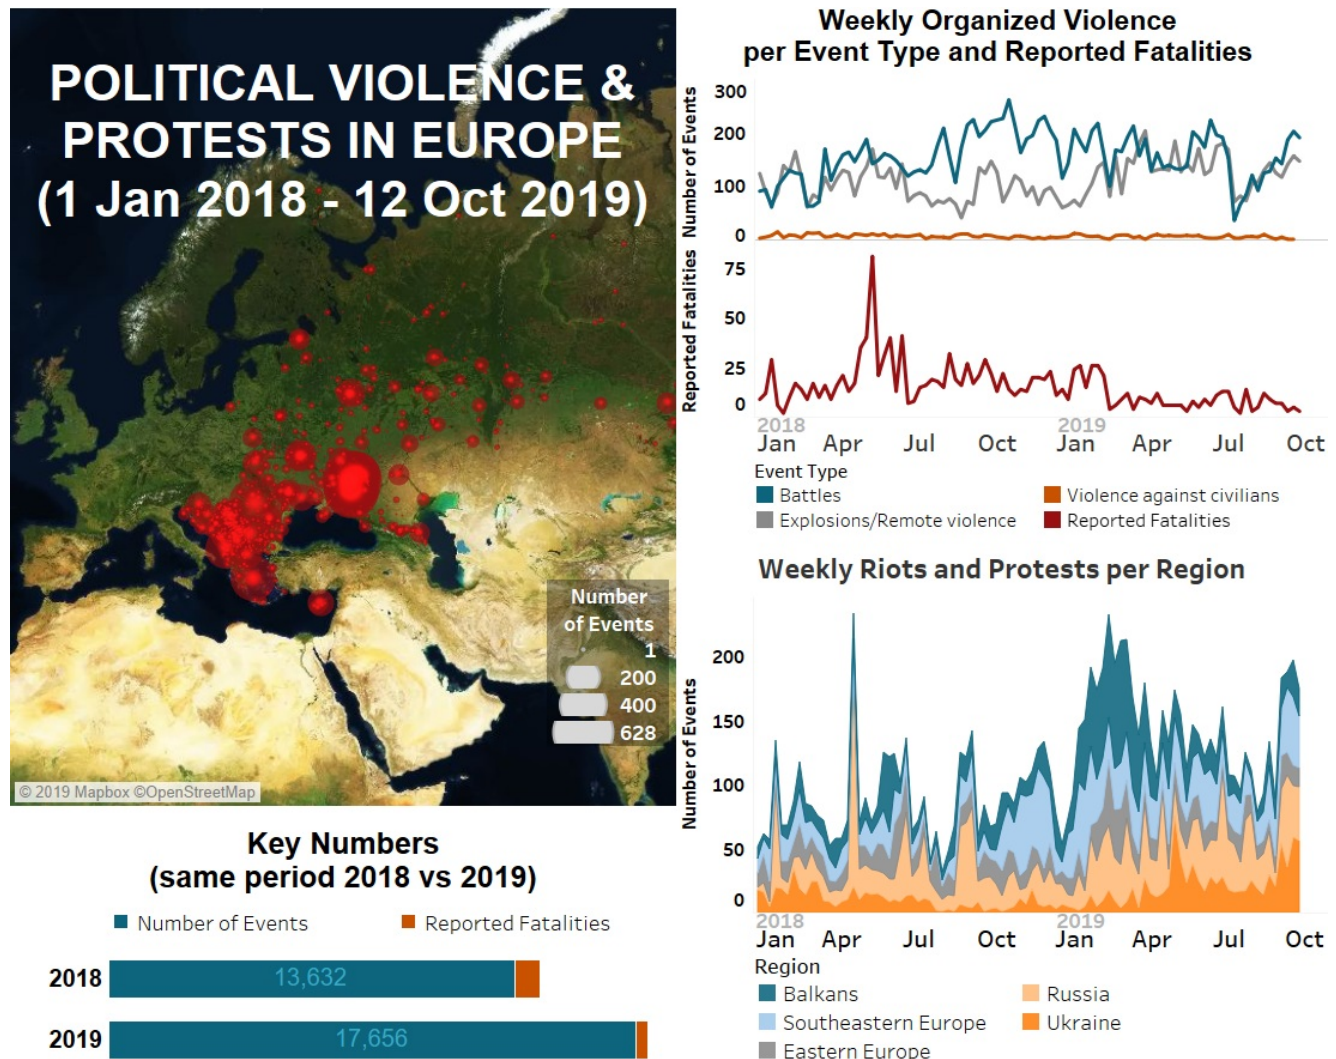 POLITICAL VIOLENCE &
PROTESTS IN EUROPE
(1 Jan 2018 - 12 Oct 2019)
Number
of Events
1
200
400
628
© 2019 Mapbox ©OpenStreetMap
Key Numbers
(same period 2018 vs 2019)
Number of Events
Reported Fatalities
2018
13,632
2019
17,656
Weekly Organized Violence
per Event Type and Reported Fatalities
Number of Events
300
200
100
0
Reported Fatalities
75
50
25
0
2018
2019
Jan Apr Jul Oct Jan Apr Jul Oct
Event Type
Battles
Violence against civilians
Explosions/Remote violence
Reported Fatalities
Weekly Riots and Protests per Region
Number of Events
200
150
100
50
0
2018
2019
Jan Apr Jul Oct Jan Apr Jul Oct
Region
Balkans
Russia
Southeastern Europe
Ukraine
Eastern Europe